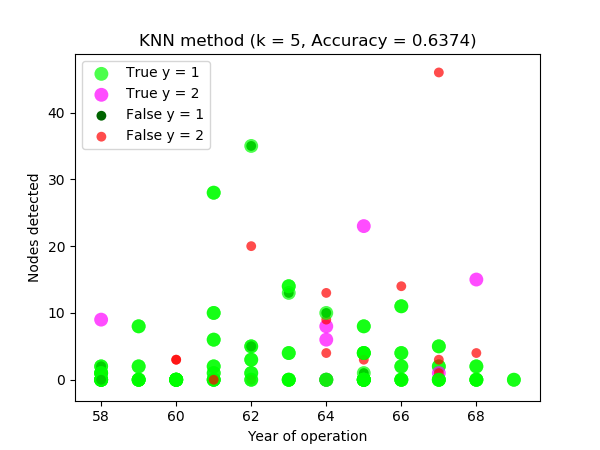 KNN method (k = 5, Accuracy = 0.6374)
True y = 1
True y = 2
False y = 1
False y = 2
40
30
20
10
0
Nodes detected
58 60 62 64 66 68
Year of operation